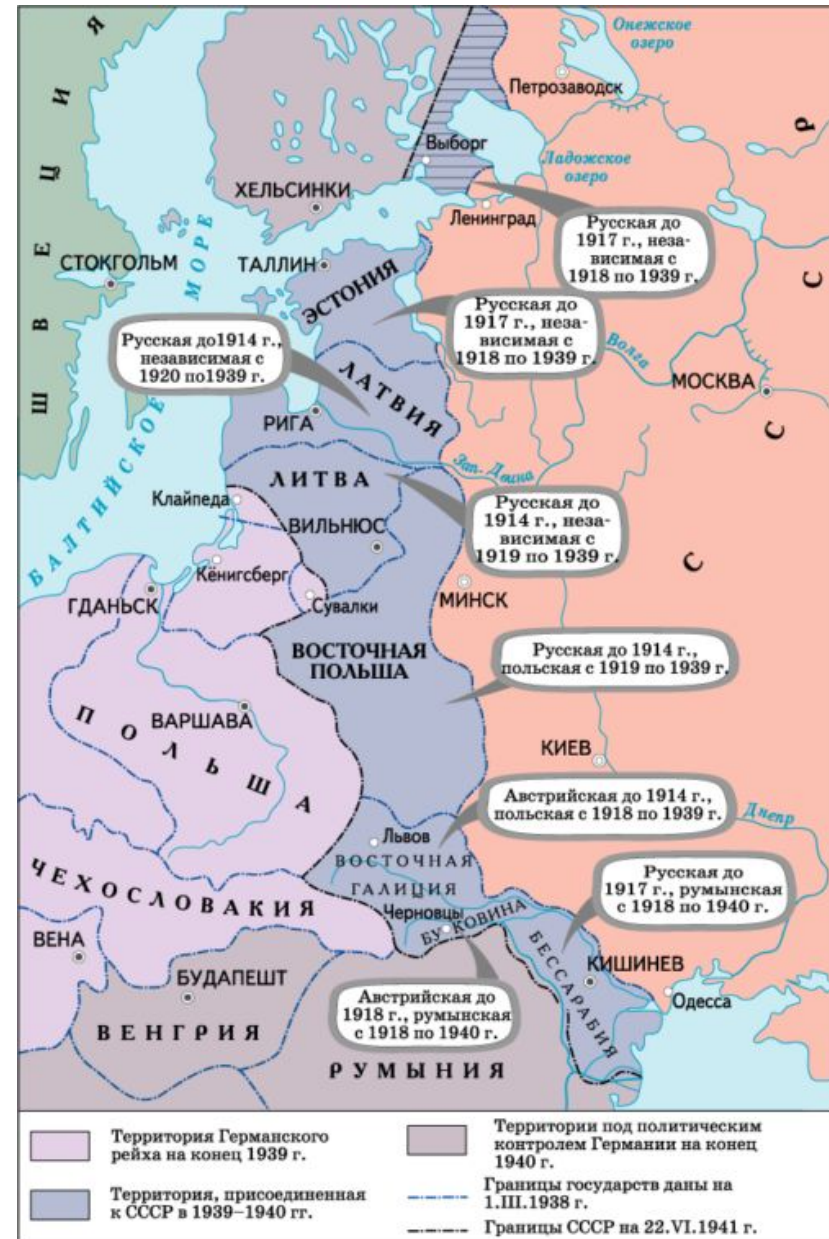 Онежское
озеро
Петрозаводск
Ладожское
озеро
Выборг
ХЕЛЬСИНКИ
Ленинград
Русская до
1917 г., неза-
висимая с
1918 по 1939 г.
ШВЕЦИЯ
СТОКГОЛЬМ
БАЛТИЙСКОЕ МОРЕ
ТАЛЛИН
ЭСТОНИЯ
Русская до
1917 г., неза-
висимая с
1918 по 1939 г.
Русская до1914 г.,
независимая с
1920 по1939 г.
ЛАТВИЯ
РИГА
Волга
МОСКВА
СССР
Зап. Двина
ЛИТВА
Клайпеда
ВИЛЬНЮС
Русская до
1914 г., неза-
висимая с
1919 по 1939 г.
Кёнигсберг
ГДАНЬСК
Сувалки
МИНСК
ВОСТОЧНАЯ
ПОЛЬША
Русская до 1914 г.,
польская с 1919 по 1939 г.
ВАРШАВА
ПОЛЬША
КИЕВ
Австрийская до 1914 г.,
польская с 1918 по 1939 г.
Днепр
Львов
ВОСТОЧНАЯ
ГАЛИЦИЯ
Русская до
1917 г., румынская
с 1918 по 1940 г.
ЧЕХОСЛОВАКИЯ
Черновцы
БУКОВИНА
БЕССАРАБИЯ
ВЕНА
КИШИНЕВ
БУДАПЕШТ
Одесса
Австрийская до
1918 г., румынская
с 1918 по 1940 г.
ВЕНГРИЯ
РУМЫНИЯ
Территория Германского
рейха на конец 1939 г.
Территория, присоединенная
к СССР в 1939–1940 гг.
Территории под политическим
контролем Германии на конец
1940 г.
Границы государств даны на
1.III.1938 г.
Границы СССР на 22.VI.1941 г.